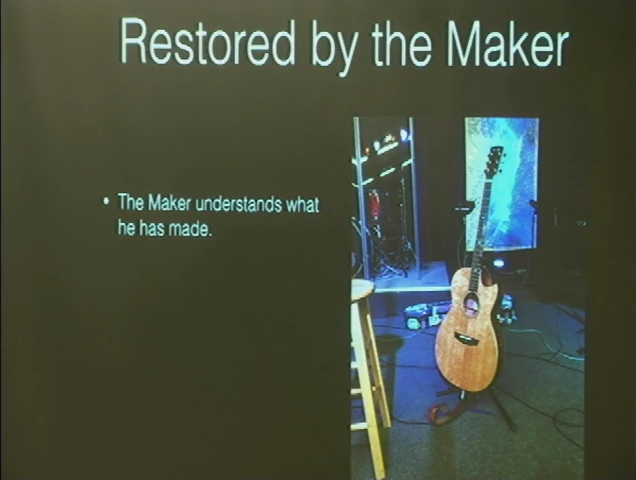 Restored by the Maker
• The Maker understands what
he has made.